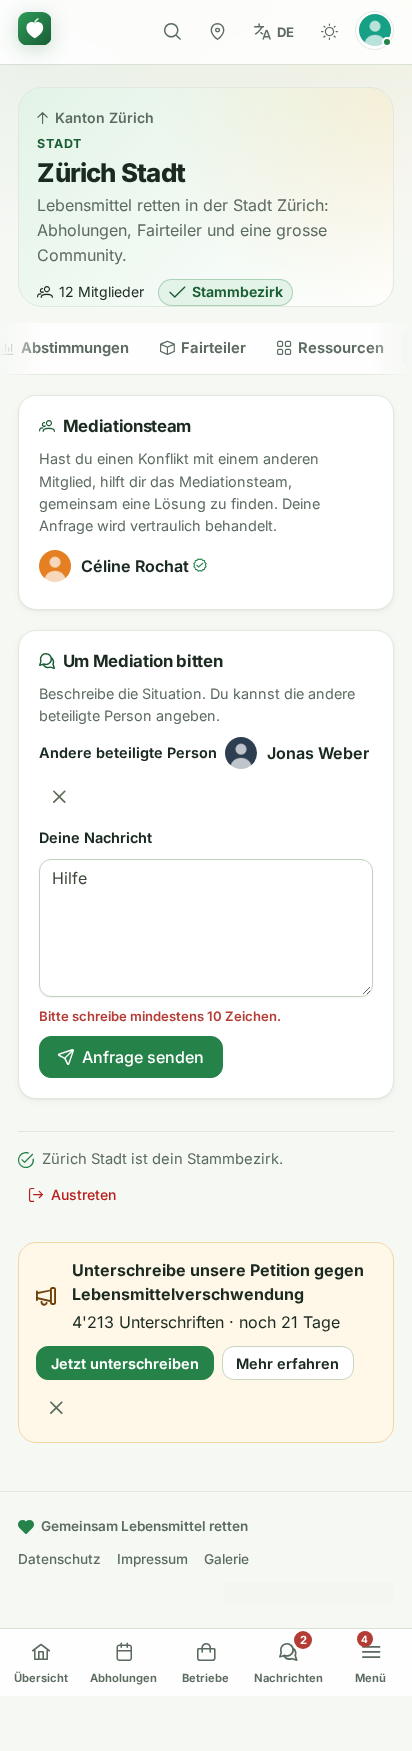 DE
Kanton Zürich
STADT
Zürich Stadt
Lebensmittel retten in der Stadt Zürich:
Abholungen, Fairteiler und eine grosse
Community.
12 Mitglieder Stammbezirk
Abstimmungen Fairteiler Ressourcen
Mediationsteam
Hast du einen Konflikt mit einem anderen
Mitglied, hilft dir das Mediationsteam,
gemeinsam eine Lösung zu finden. Deine
Anfrage wird vertraulich behandelt.
Céline Rochat
Um Mediation bitten
Beschreibe die Situation. Du kannst die andere
beteiligte Person angeben.
Andere beteiligte Person Jonas Weber
Deine Nachricht
Hilfe
Bitte schreibe mindestens 10 Zeichen.
Anfrage senden
Zürich Stadt ist dein Stammbezirk.
Austreten
Unterschreibe unsere Petition gegen
Lebensmittelverschwendung
4'213 Unterschriften · noch 21 Tage
Jetzt unterschreiben Mehr erfahren
Gemeinsam Lebensmittel retten
Datenschutz Impressum Galerie
2 4
Übersicht Abholungen Betriebe Nachrichten Menü